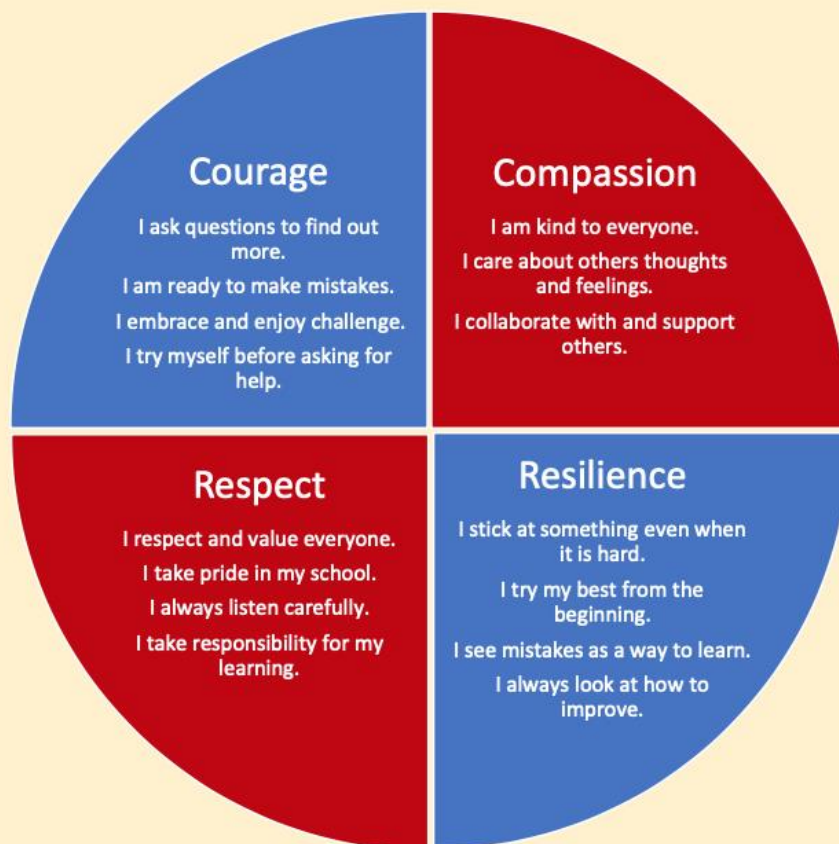 Courage
I ask questions to find out
more.
I am ready to make mistakes.
I embrace and enjoy challenge.
I try myself before asking for
help.
Compassion
I am kind to everyone.
I care about others thoughts
and feelings.
I collaborate with and support
others.
Respect
I respect and value everyone.
I take pride in my school.
I always listen carefully.
I take responsibility for my
learning.
Resilience
I stick at something even when
it is hard.
I try my best from the
beginning.
I see mistakes as a way to learn.
I always look at how to
improve.